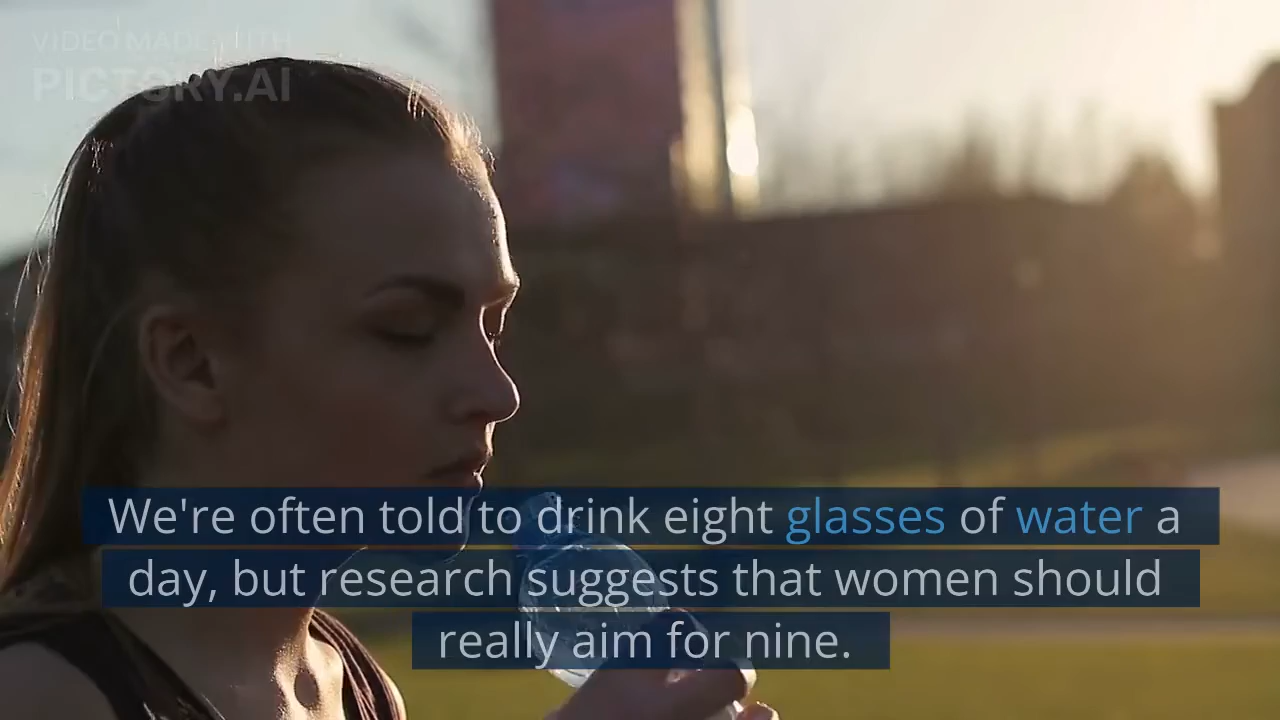 VIDEO MADE WITH
PICTORY.AI
We're often told to drink eight glasses of water a
day, but research suggests that women should
really aim for nine.